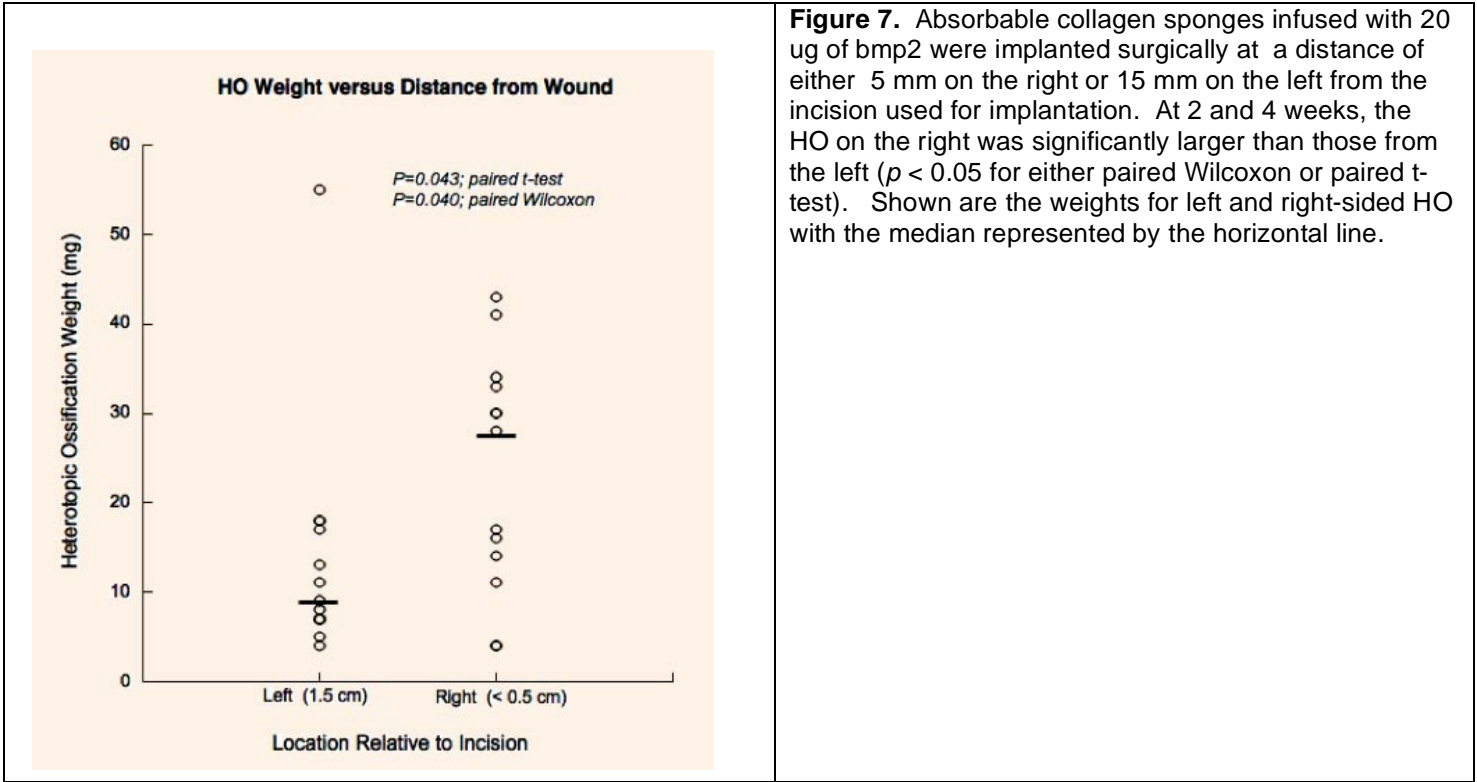 HO Weight versus Distance from Wound
60
50
40
30
20
10
0
P=0.043; paired t-test
P=0.040; paired Wilcoxon
Heterotopic Ossification Weight (mg)
Left (1.5 cm)
Right (< 0.5 cm)
Location Relative to Incision
Figure 7. Absorbable collagen sponges infused with 20
ug of bmp2 were implanted surgically at a distance of
either 5 mm on the right or 15 mm on the left from the
incision used for implantation. At 2 and 4 weeks, the
HO on the right was significantly larger than those from
the left (p < 0.05 for either paired Wilcoxon or paired t-
test). Shown are the weights for left and right-sided HO
with the median represented by the horizontal line.